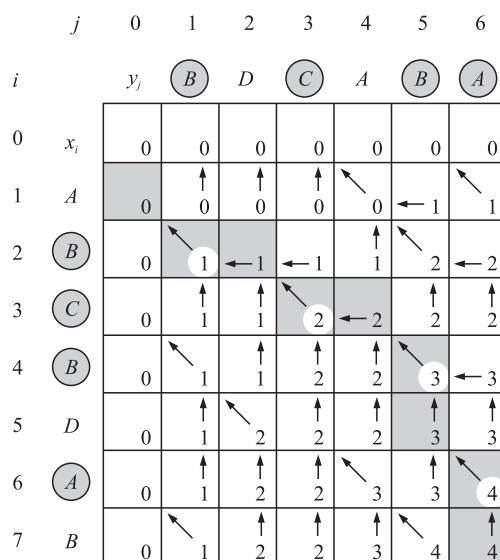 j 0 1 2 3 4 5 6
i yⱼ B D C A B A
0 xᵢ 0 0 0 0 0 0 0
1 A 0 0 0 0 0 1 1
2 B 0 1 1 1 1 2 2
3 C 0 1 1 2 2 2 2
4 B 0 1 1 2 2 3 3
5 D 0 1 2 2 2 3 3
6 A 0 1 2 2 3 3 4
7 B 0 1 2 2 3 4 4